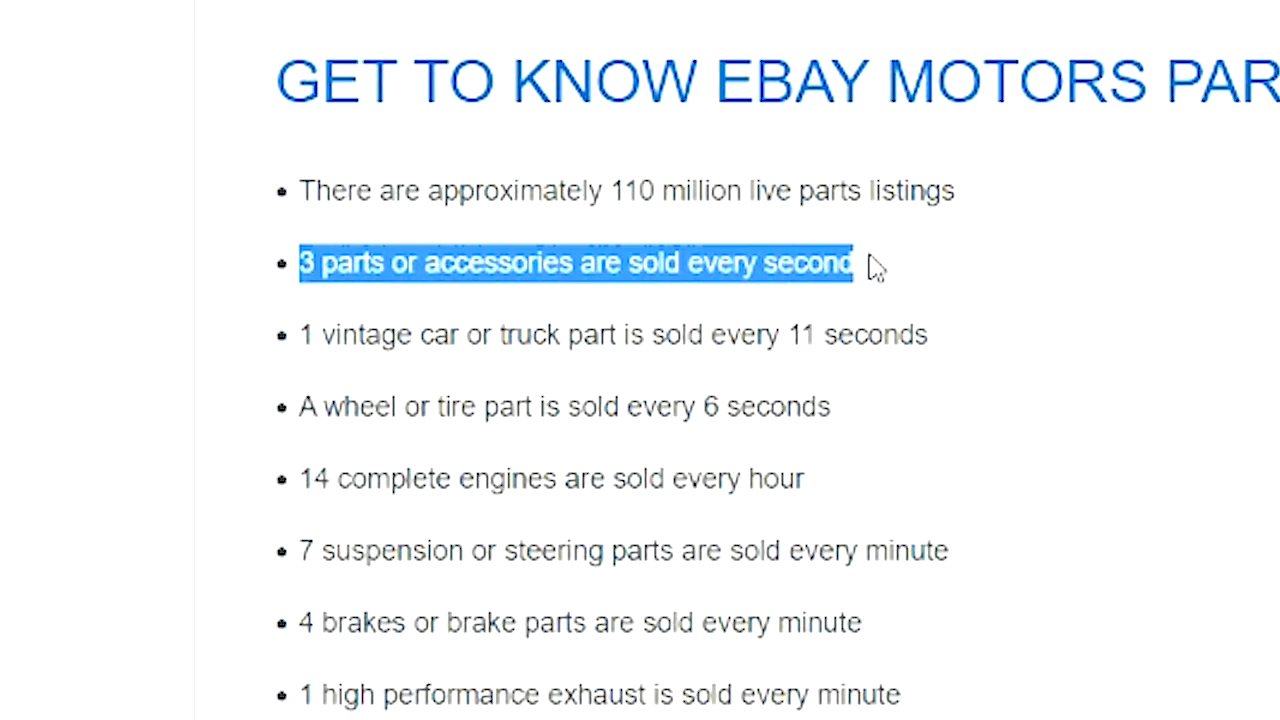 GET TO KNOW EBAY MOTORS PAR
• There are approximately 110 million live parts listings
• 3 parts or accessories are sold every second
• 1 vintage car or truck part is sold every 11 seconds
• A wheel or tire part is sold every 6 seconds
• 14 complete engines are sold every hour
• 7 suspension or steering parts are sold every minute
• 4 brakes or brake parts are sold every minute
• 1 high performance exhaust is sold every minute